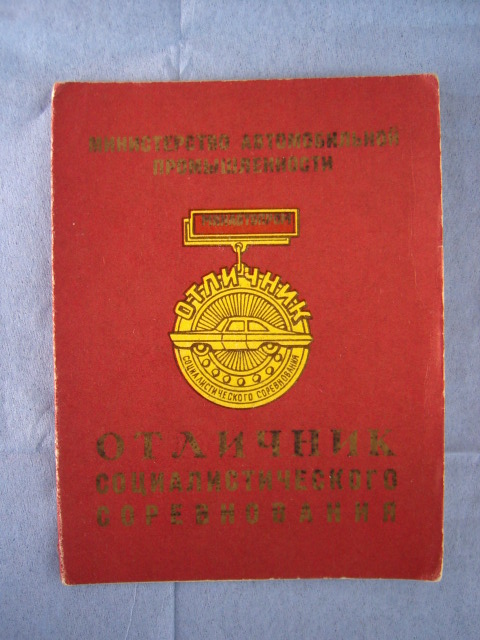 МИНИСТЕРСТВО АВТОМОБИЛЬНОЙ
ПРОМЫШЛЕННОСТИ
ОТЛИЧНИК
СОЦИАЛИСТИЧЕСКОГО СОРЕВНОВАНИЯ
ОТЛИЧНИК
СОЦИАЛИСТИЧЕСКОГО
СОРЕВНОВАНИЯ